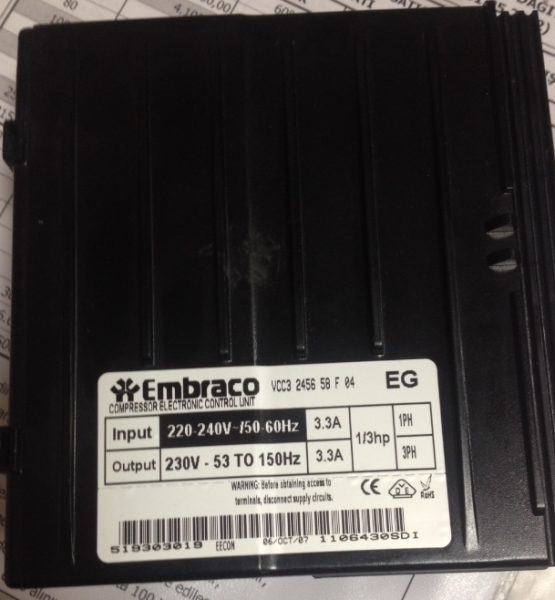 Embraco VCC3 2456 58 F 04 EG
COMPRESSOR ELECTRONIC CONTROL UNIT
Input 220-240V~/50-60Hz 3.3A 1/3hp 1PH
Output 230V - 53 TO 150Hz 3.3A 3PH
WARNING: Before obtaining access to
terminals, disconnect supply circuits.
CE VDE RoHS
519303019 EECON 06/OCT/07 1106430SDI